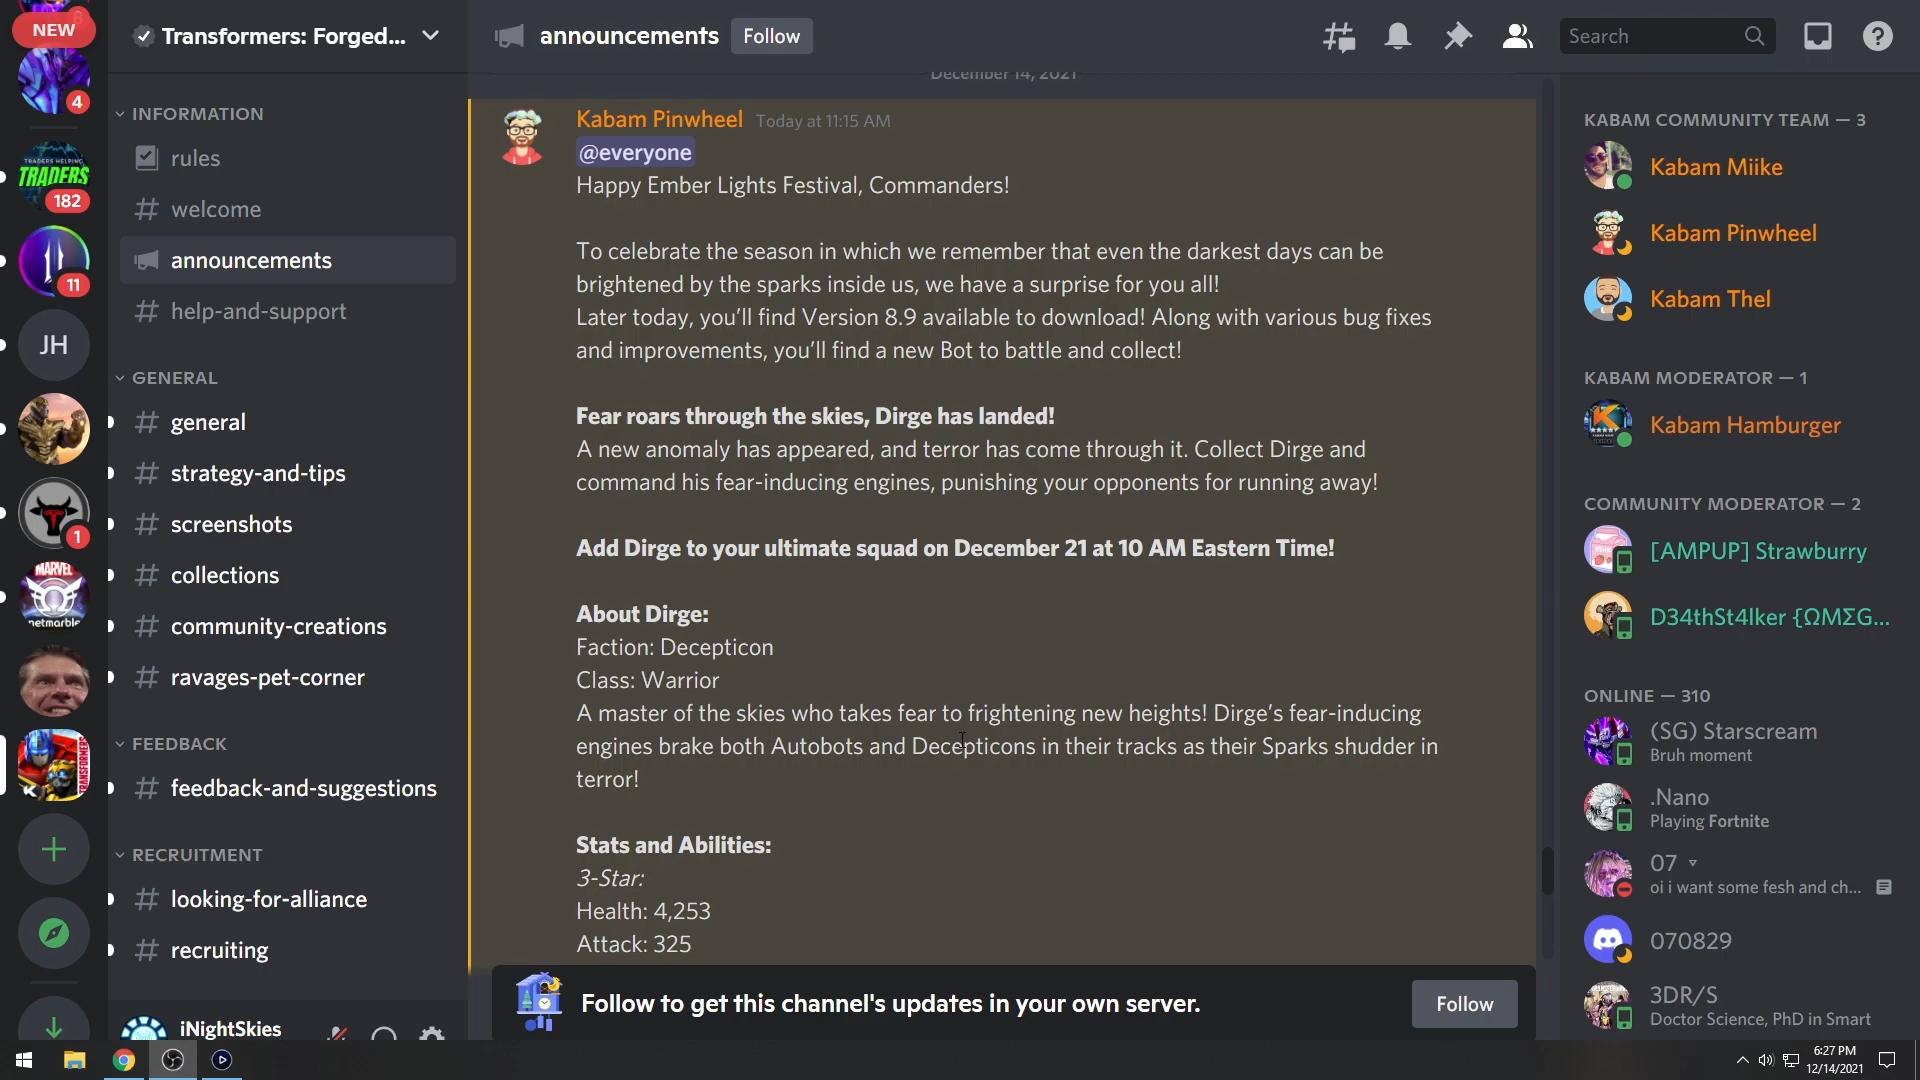 NEW
4
TRADERS HELPING
TRADERS
182
11
JH
1
MARVEL
netmarble
TRANSFORMERS
Transformers: Forged...
INFORMATION
rules
welcome
announcements
help-and-support
GENERAL
general
strategy-and-tips
screenshots
collections
community-creations
ravages-pet-corner
FEEDBACK
feedback-and-suggestions
RECRUITMENT
looking-for-alliance
recruiting
iNightSkies
announcements
Follow
Search
December 14, 2021
Kabam Pinwheel Today at 11:15 AM
@everyone
Happy Ember Lights Festival, Commanders!
To celebrate the season in which we remember that even the darkest days can be
brightened by the sparks inside us, we have a surprise for you all!
Later today, you'll find Version 8.9 available to download! Along with various bug fixes
and improvements, you'll find a new Bot to battle and collect!
Fear roars through the skies, Dirge has landed!
A new anomaly has appeared, and terror has come through it. Collect Dirge and
command his fear-inducing engines, punishing your opponents for running away!
Add Dirge to your ultimate squad on December 21 at 10 AM Eastern Time!
About Dirge:
Faction: Decepticon
Class: Warrior
A master of the skies who takes fear to frightening new heights! Dirge's fear-inducing
engines brake both Autobots and Decepticons in their tracks as their Sparks shudder in
terror!
Stats and Abilities:
3-Star:
Health: 4,253
Attack: 325
Follow to get this channel's updates in your own server.
Follow
KABAM COMMUNITY TEAM — 3
Kabam Miike
Kabam Pinwheel
Kabam Thel
KABAM MODERATOR — 1
Kabam Hamburger
COMMUNITY MODERATOR — 2
[AMPUP] Strawburry
D34thSt4lker {ΩMΣG...
ONLINE — 310
(SG) Starscream
Bruh moment
.Nano
Playing Fortnite
07
oi i want some fesh and ch...
070829
3DR/S
Doctor Science, PhD in Smart
6:27 PM
12/14/2021